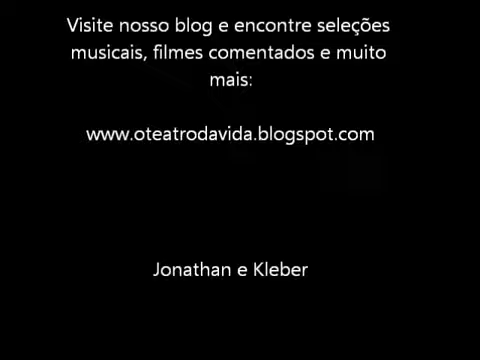 Visite nosso blog e encontre seleções
musicais, filmes comentados e muito
mais:
www.oteatrodavida.blogspot.com
Jonathan e Kleber